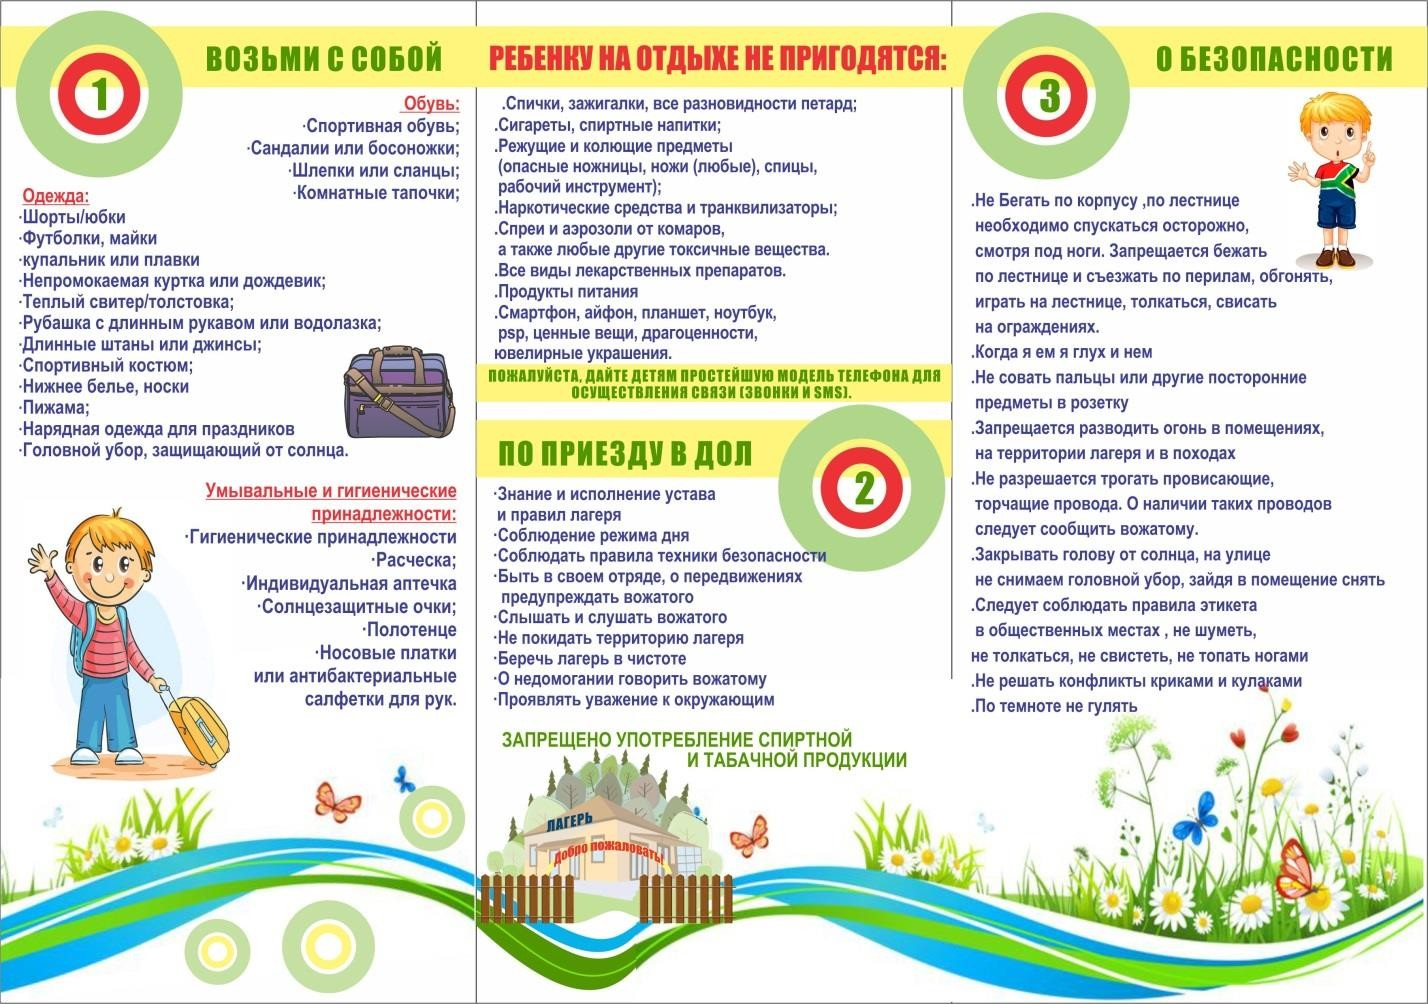 1
ВОЗЬМИ С СОБОЙ
Обувь:
·Спортивная обувь;
·Сандалии или босоножки;
·Шлепки или сланцы;
·Комнатные тапочки;
Одежда:
·Шорты/юбки
·Футболки, майки
·купальник или плавки
·Непромокаемая куртка или дождевик;
·Теплый свитер/толстовка;
·Рубашка с длинным рукавом или водолазка;
·Длинные штаны или джинсы;
·Спортивный костюм;
·Нижнее белье, носки
·Пижама;
·Нарядная одежда для праздников
·Головной убор, защищающий от солнца.
Умывальные и гигиенические
принадлежности:
·Гигиенические принадлежности
·Расческа;
·Индивидуальная аптечка
·Солнцезащитные очки;
·Полотенце
·Носовые платки
или антибактериальные
салфетки для рук.
РЕБЕНКУ НА ОТДЫХЕ НЕ ПРИГОДЯТСЯ:
.Спички, зажигалки, все разновидности петард;
.Сигареты, спиртные напитки;
.Режущие и колющие предметы
(опасные ножницы, ножи (любые), спицы,
рабочий инструмент);
.Наркотические средства и транквилизаторы;
.Спреи и аэрозоли от комаров,
а также любые другие токсичные вещества.
.Все виды лекарственных препаратов.
.Продукты питания
.Смартфон, айфон, планшет, ноутбук,
psp, ценные вещи, драгоценности,
ювелирные украшения.
ПОЖАЛУЙСТА, ДАЙТЕ ДЕТЯМ ПРОСТЕЙШУЮ МОДЕЛЬ ТЕЛЕФОНА ДЛЯ
ОСУЩЕСТВЛЕНИЯ СВЯЗИ (ЗВОНКИ И SMS).
ПО ПРИЕЗДУ В ДОЛ
2
·Знание и исполнение устава
и правил лагеря
·Соблюдение режима дня
·Соблюдать правила техники безопасности
·Быть в своем отряде, о передвижениях
предупреждать вожатого
·Слышать и слушать вожатого
·Не покидать территорию лагеря
·Беречь лагерь в чистоте
·О недомогании говорить вожатому
·Проявлять уважение к окружающим
ЗАПРЕЩЕНО УПОТРЕБЛЕНИЕ СПИРТНОЙ
И ТАБАЧНОЙ ПРОДУКЦИИ
ЛАГЕРЬ
Добро пожаловать!
3
О БЕЗОПАСНОСТИ
.Не Бегать по корпусу ,по лестнице
необходимо спускаться осторожно,
смотря под ноги. Запрещается бежать
по лестнице и съезжать по перилам, обгонять,
играть на лестнице, толкаться, свисать
на ограждениях.
.Когда я ем я глух и нем
.Не совать пальцы или другие посторонние
предметы в розетку
.Запрещается разводить огонь в помещениях,
на территории лагеря и в походах
.Не разрешается трогать провисающие,
торчащие провода. О наличии таких проводов
следует сообщить вожатому.
.Закрывать голову от солнца, на улице
не снимаем головной убор, зайдя в помещение снять
.Следует соблюдать правила этикета
в общественных местах , не шуметь,
не толкаться, не свистеть, не топать ногами
.Не решать конфликты криками и кулаками
.По темноте не гулять